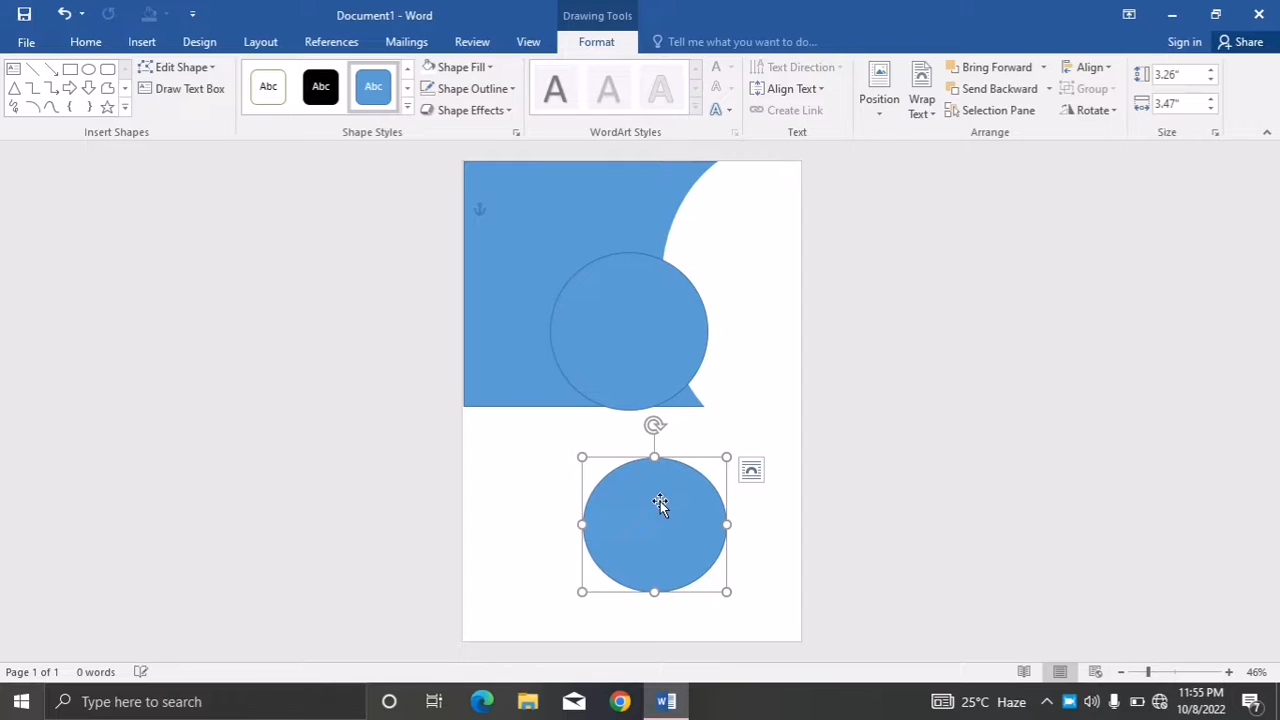 Document1 - Word
Drawing Tools
File Home Insert Design Layout References Mailings Review View Format Tell me what you want to do... Sign in Share
Edit Shape
Draw Text Box
Insert Shapes
Abc Abc Abc
Shape Fill
Shape Outline
Shape Effects
Shape Styles
A A A
WordArt Styles
Text Direction
Align Text
Create Link
Text
Position
Wrap
Text
Bring Forward
Send Backward
Selection Pane
Align
Group
Rotate
Arrange
3.26"
3.47"
Size
Page 1 of 1 0 words
46%
Type here to search
25°C Haze
11:55 PM
10/8/2022
7